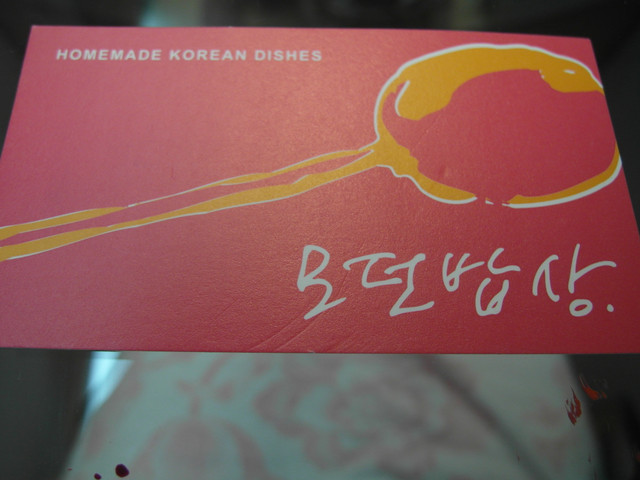 HOMEMADE KOREAN DISHES
모던밥상.